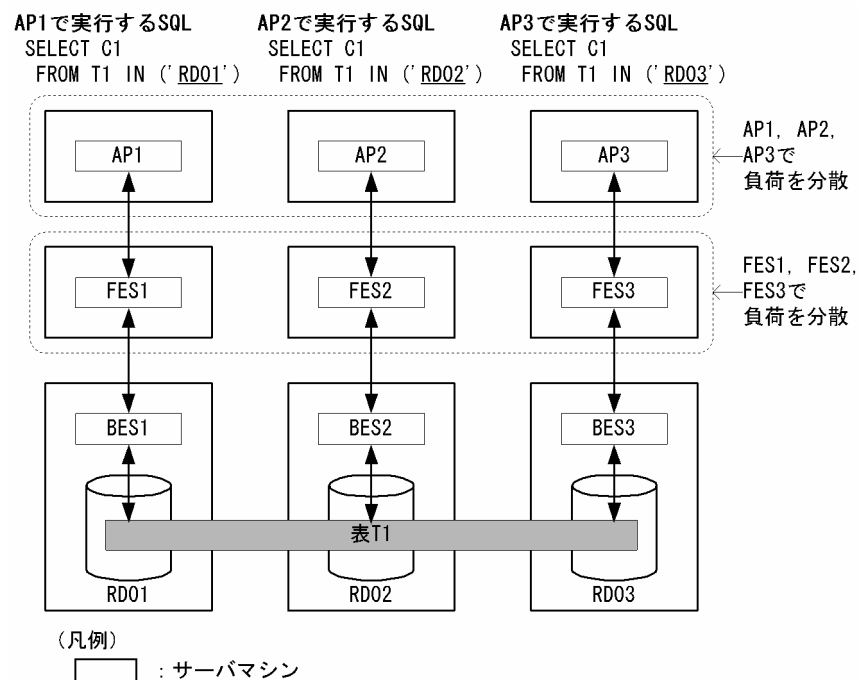 AP1で実行するSQL
SELECT C1
FROM T1 IN ('RD01')
AP2で実行するSQL
SELECT C1
FROM T1 IN ('RD02')
AP3で実行するSQL
SELECT C1
FROM T1 IN ('RD03')
AP1
AP2
AP3
AP1, AP2,
AP3で
負荷を分散
FES1
FES2
FES3
FES1, FES2,
FES3で
負荷を分散
BES1
BES2
BES3
表T1
RD01
RD02
RD03
(凡例)
:サーバマシン